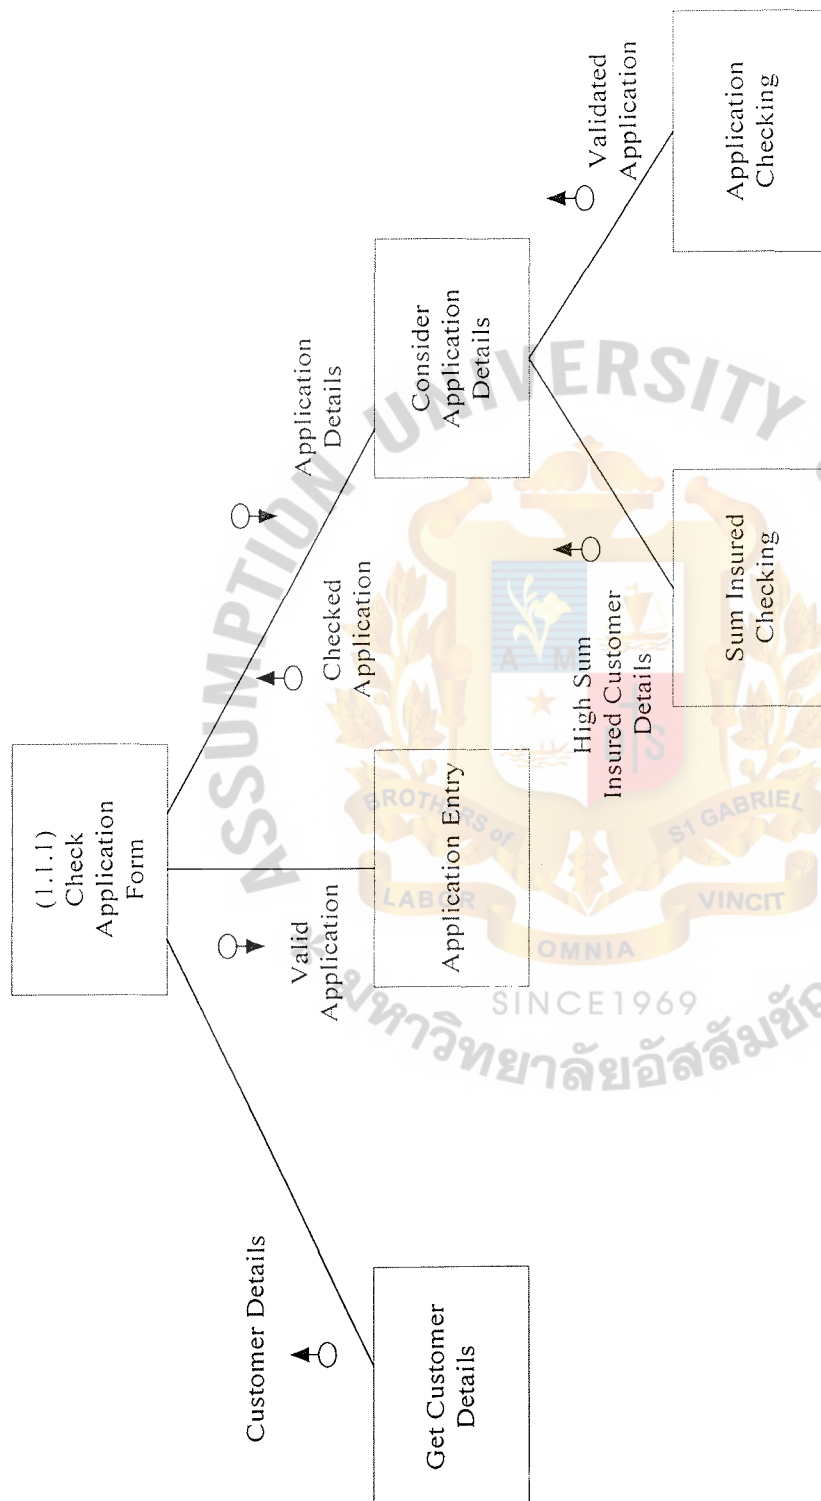 (1.1.1)
Check
Application
Form
Customer Details
Valid
Application
Checked
Application
Application
Details
Get Customer
Details
Application Entry
Consider
Application
Details
High Sum
Insured Customer
Details
Validated
Application
Sum Insured
Checking
Application
Checking
ASSUMPTION UNIVERSITY
BROTHERS of
ST GABRIEL
A M
S
LABOR
OMNIA
VINCIT
SINCE1969